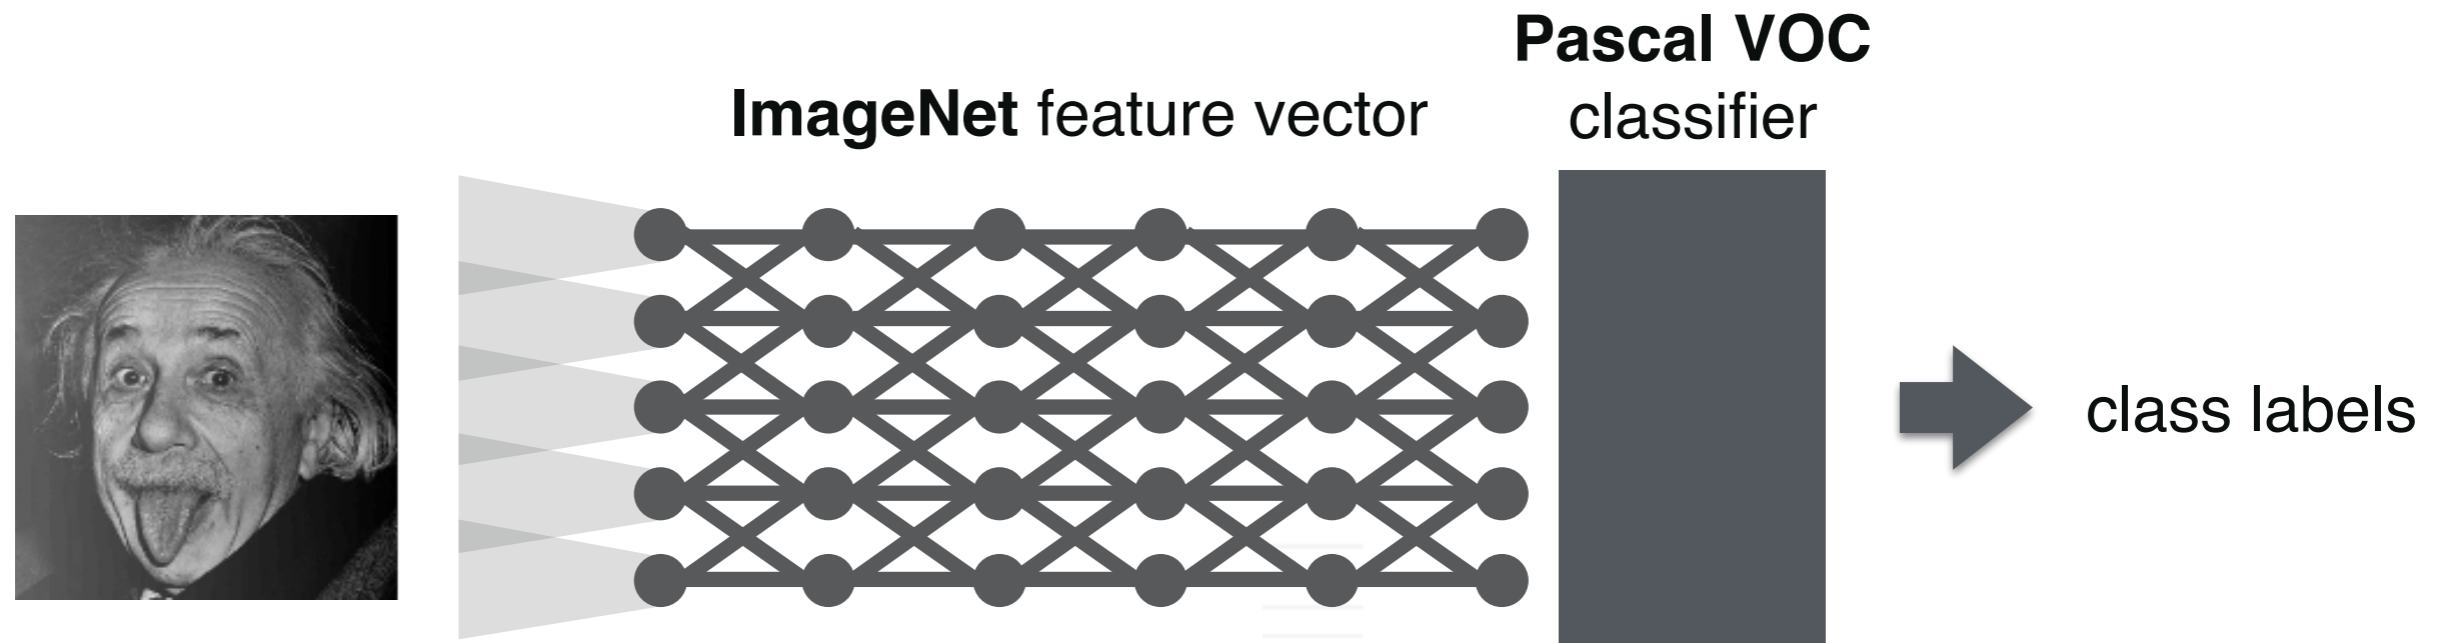 Pascal VOC
classifier
ImageNet feature vector
class labels